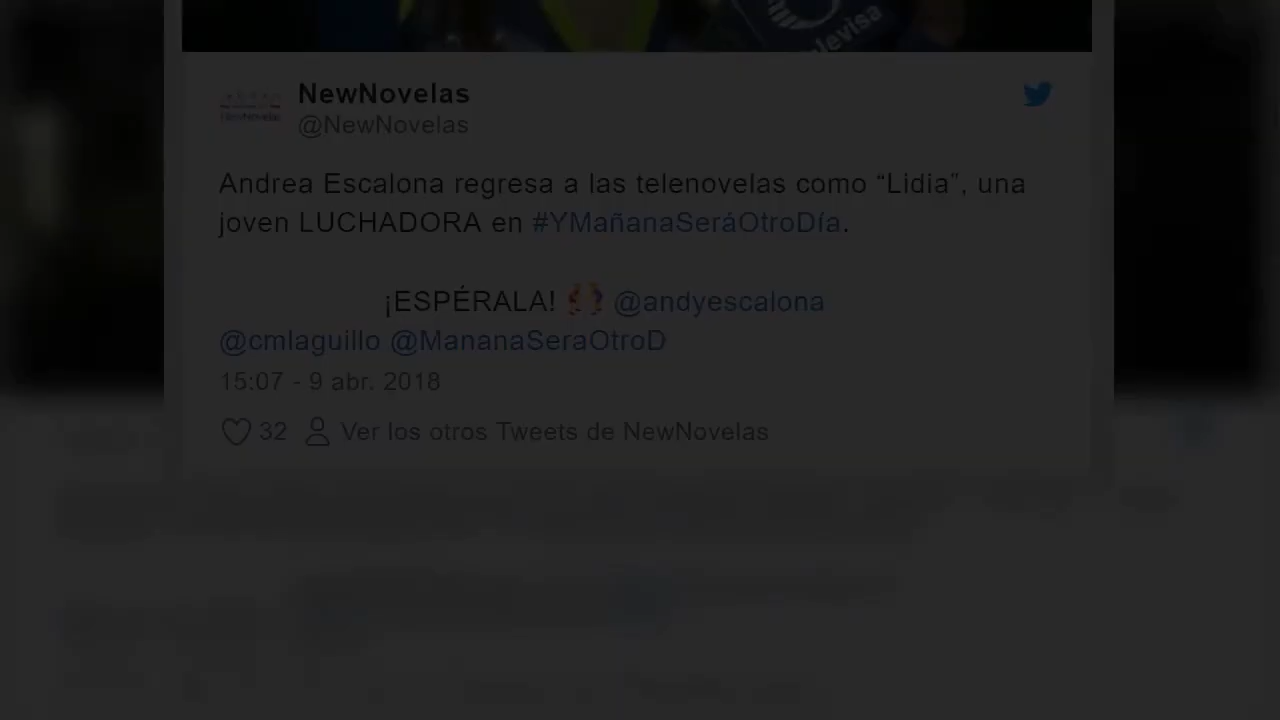 levisa
NewNovelas
@NewNovelas
Andrea Escalona regresa a las telenovelas como “Lidia”, una
joven LUCHADORA en #YMañanaSeráOtroDía.
¡ESPÉRALA! @andyescalona
@cmlaguillo @MananaSeraOtroD
15:07 - 9 abr. 2018
32 Ver los otros Tweets de NewNovelas